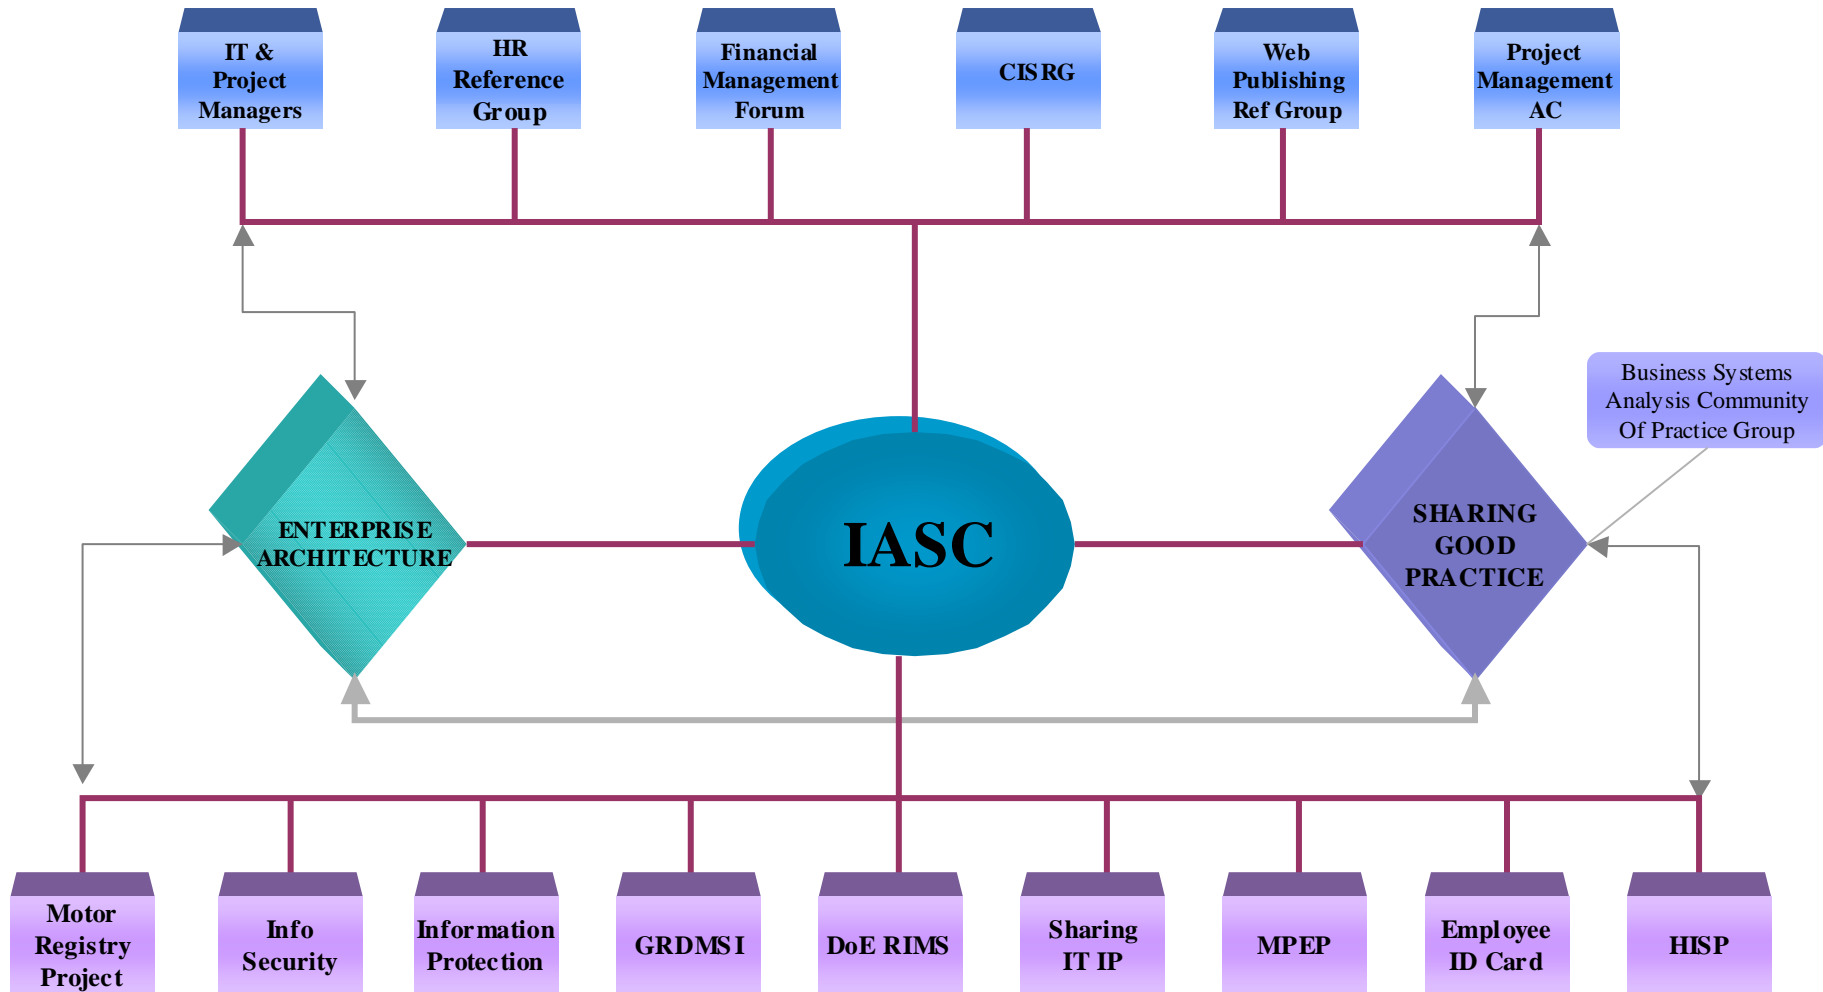 IT &
Project
Managers
HR
Reference
Group
Financial
Management
Forum
CISRG
Web
Publishing
Ref Group
Project
Management
AC
Business Systems
Analysis Community
Of Practice Group
ENTERPRISE
ARCHITECTURE
IASC
SHARING
GOOD
PRACTICE
Motor
Registry
Project
Info
Security
Information
Protection
GRDMSI
DoE RIMS
Sharing
IT IP
MPEP
Employee
ID Card
HISP